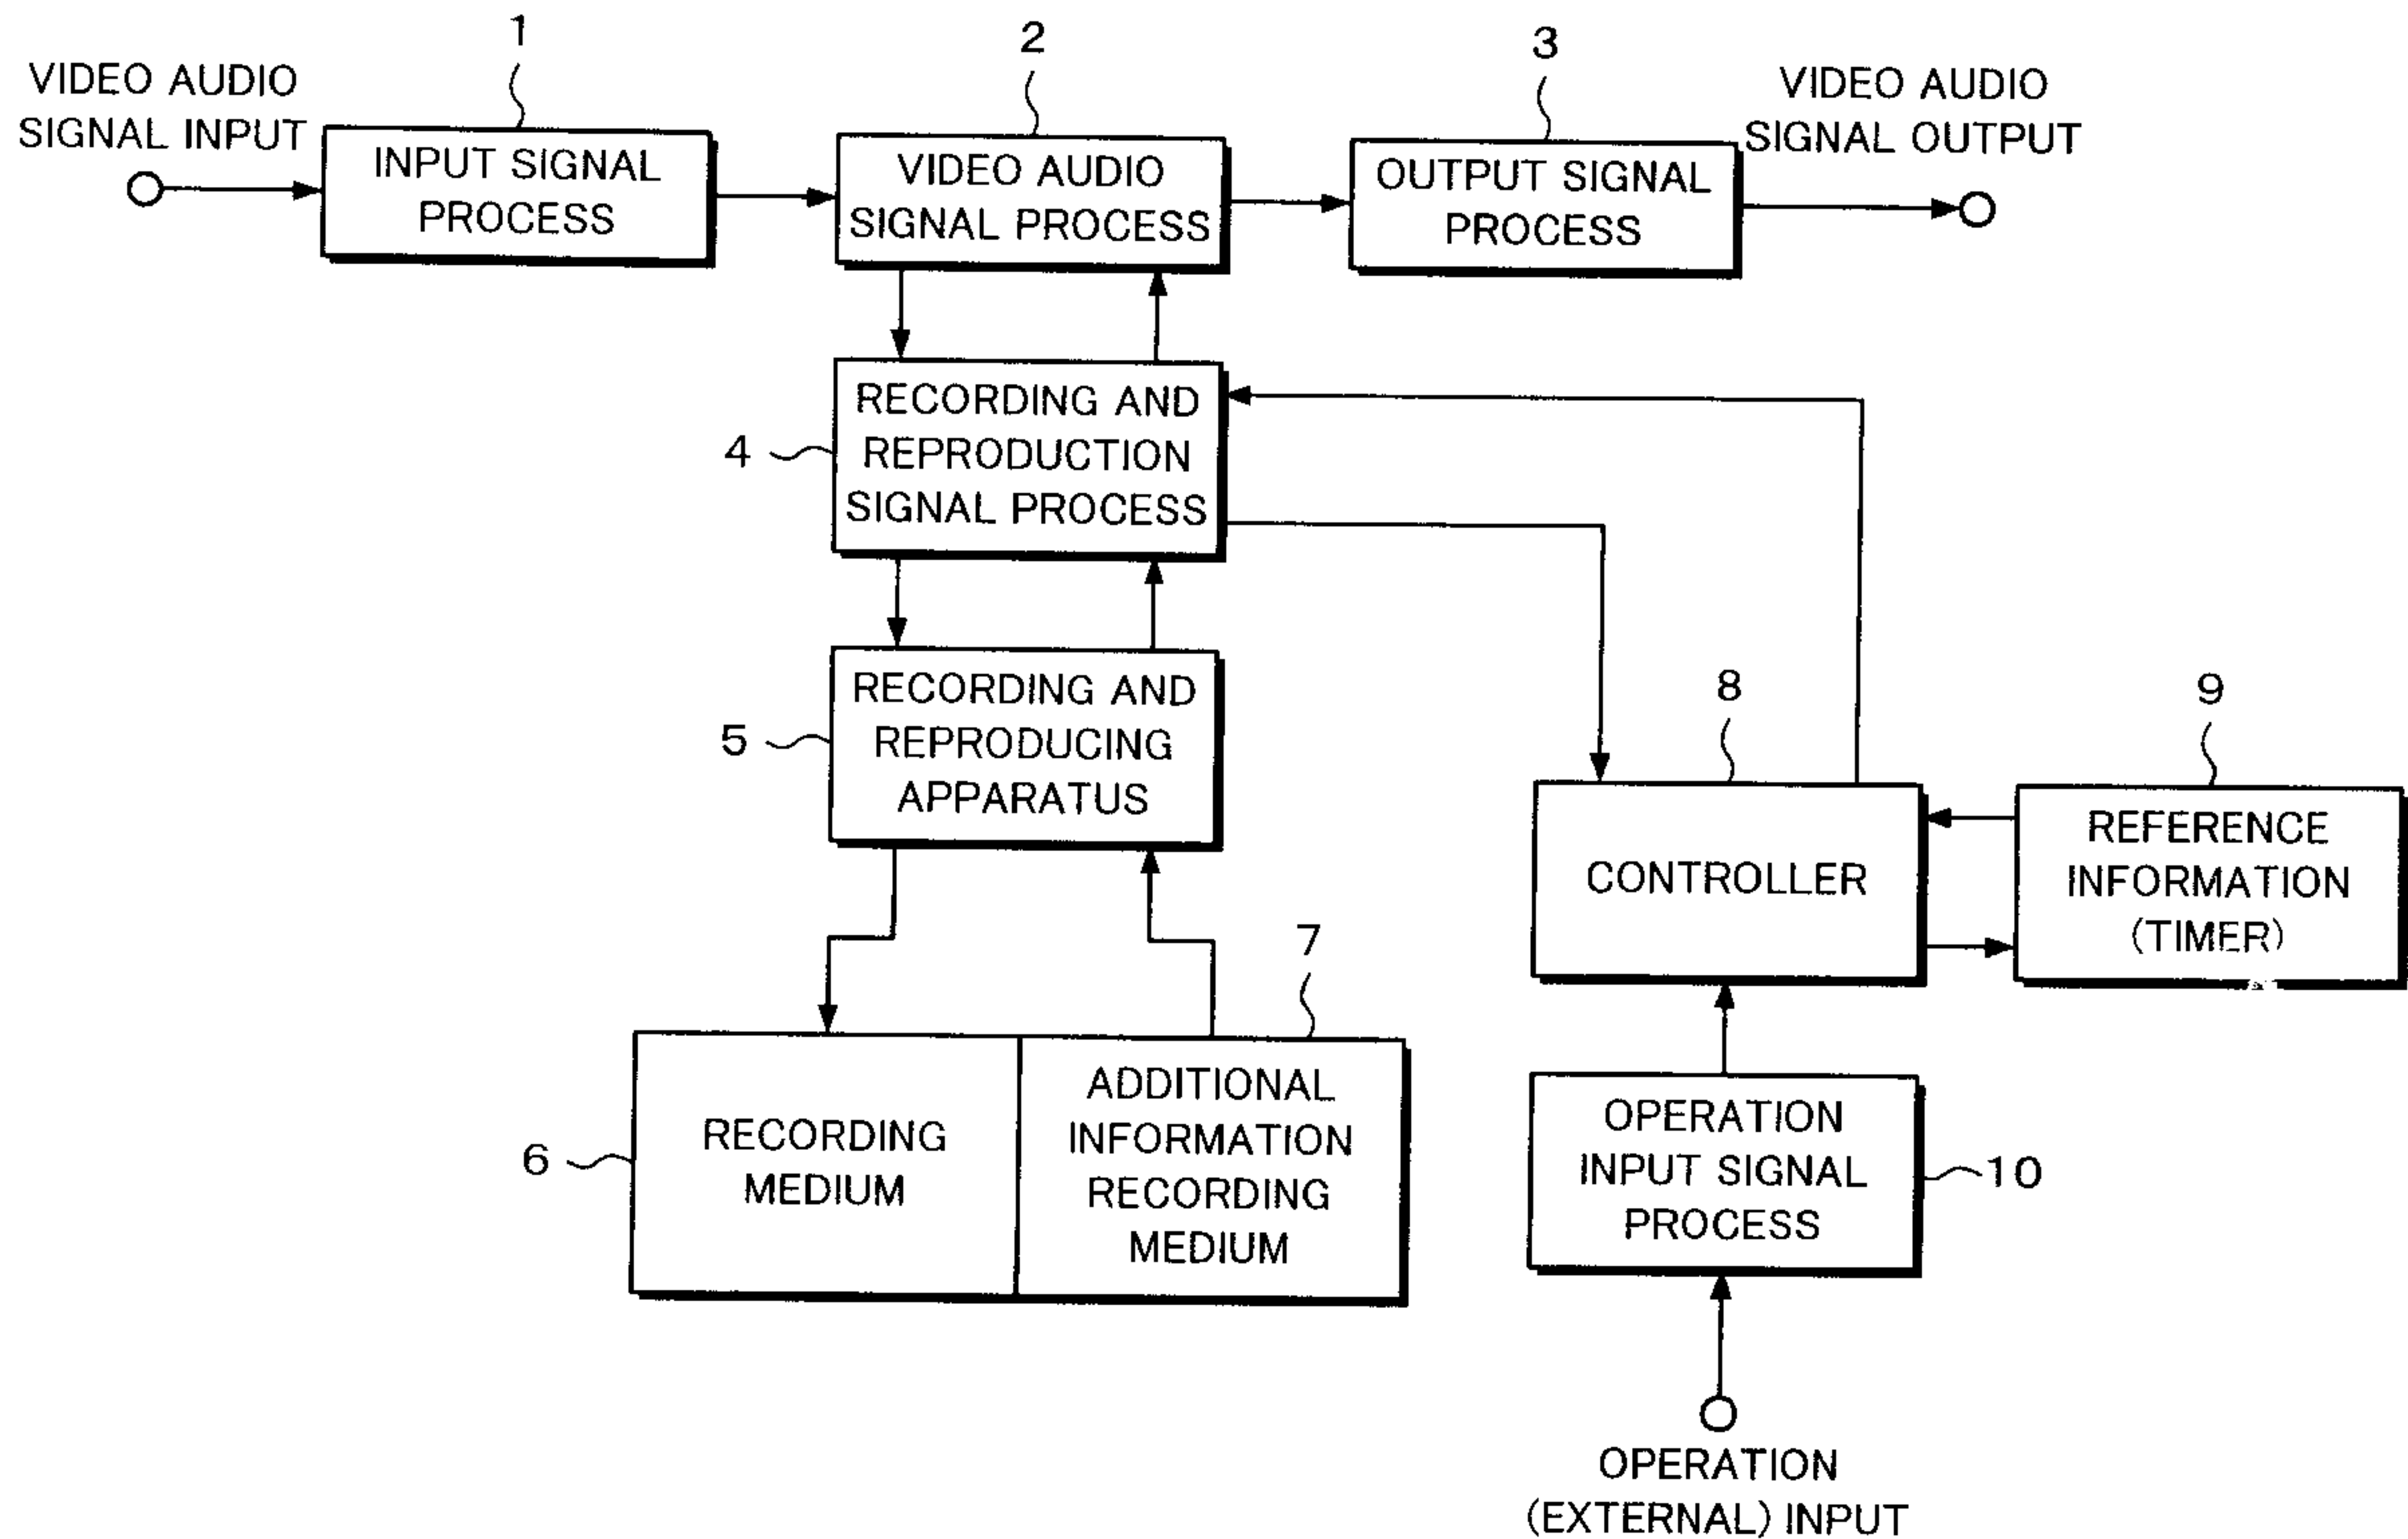 1
2
3
VIDEO AUDIO
SIGNAL INPUT
INPUT SIGNAL
PROCESS
VIDEO AUDIO
SIGNAL PROCESS
OUTPUT SIGNAL
PROCESS
VIDEO AUDIO
SIGNAL OUTPUT
4
RECORDING AND
REPRODUCTION
SIGNAL PROCESS
5
RECORDING AND
REPRODUCING
APPARATUS
8
9
CONTROLLER
REFERENCE
INFORMATION
(TIMER)
7
6
RECORDING
MEDIUM
ADDITIONAL
INFORMATION
RECORDING
MEDIUM
OPERATION
INPUT SIGNAL
PROCESS
10
OPERATION
(EXTERNAL) INPUT